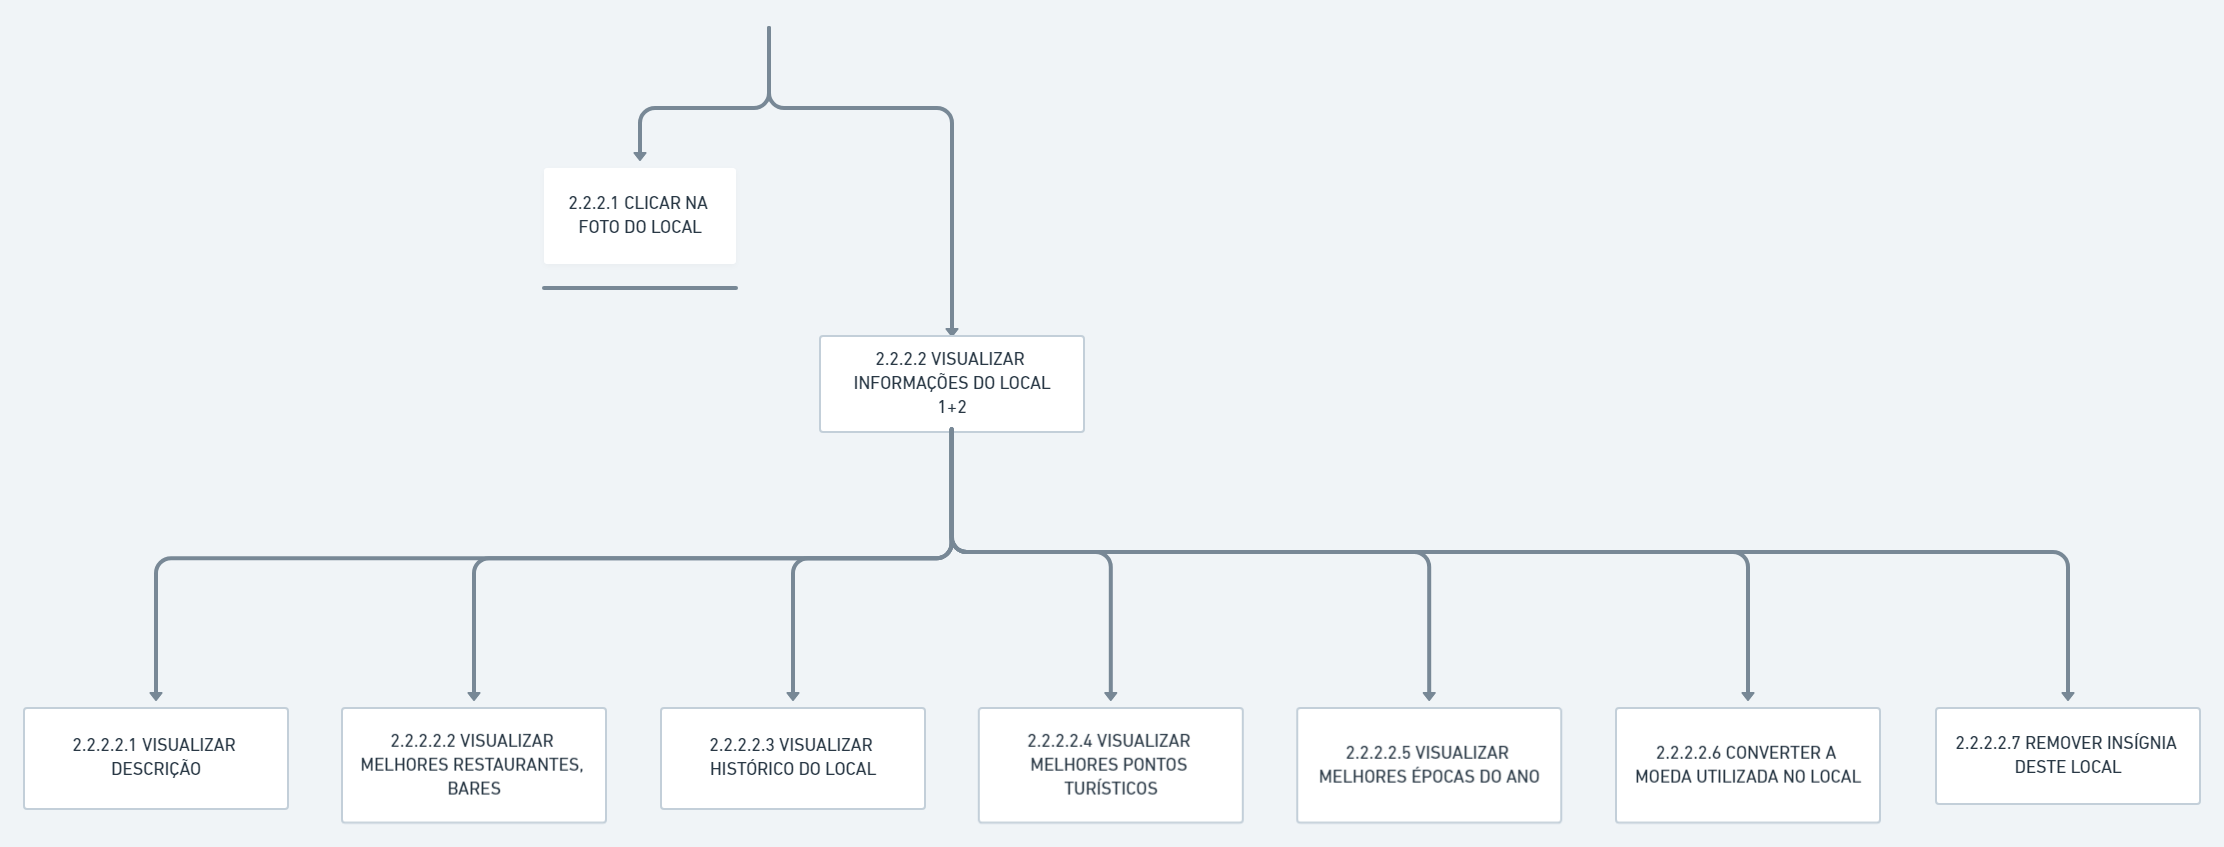 2.2.2.1 CLICAR NA
FOTO DO LOCAL
2.2.2.2 VISUALIZAR
INFORMAÇÕES DO LOCAL
1+2
2.2.2.2.1 VISUALIZAR
DESCRIÇÃO
2.2.2.2.2 VISUALIZAR
MELHORES RESTAURANTES,
BARES
2.2.2.2.3 VISUALIZAR
HISTÓRICO DO LOCAL
2.2.2.2.4 VISUALIZAR
MELHORES PONTOS
TURÍSTICOS
2.2.2.2.5 VISUALIZAR
MELHORES ÉPOCAS DO ANO
2.2.2.2.6 CONVERTER A
MOEDA UTILIZADA NO LOCAL
2.2.2.2.7 REMOVER INSÍGNIA
DESTE LOCAL